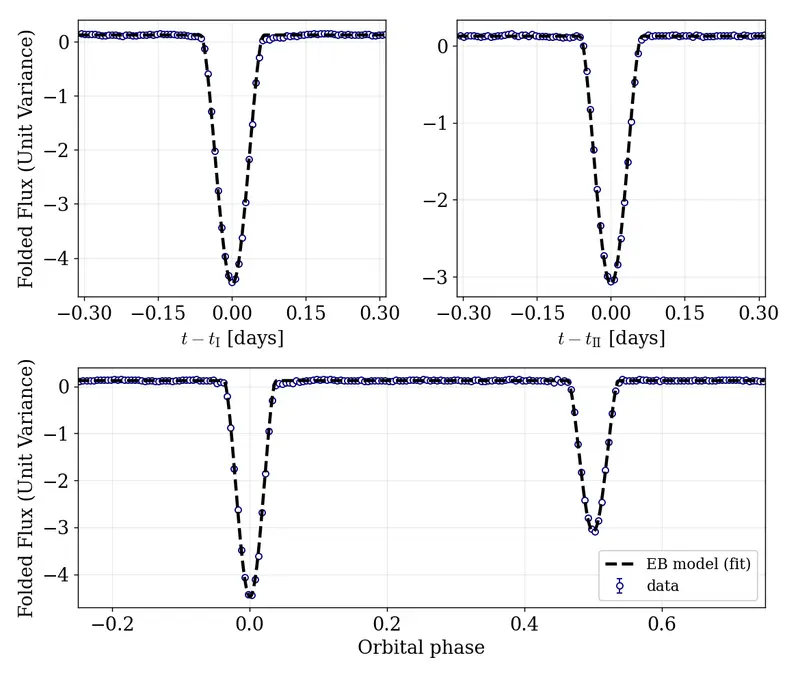 Folded Flux (Unit Variance)
0
−1
−2
−3
−4
−0.30 −0.15 0.00 0.15 0.30
t − tI [days]
0
−1
−2
−3
−0.30 −0.15 0.00 0.15 0.30
t − tII [days]
Folded Flux (Unit Variance)
0
−1
−2
−3
−4
−0.2 0.0 0.2 0.4 0.6
Orbital phase
EB model (fit)
data